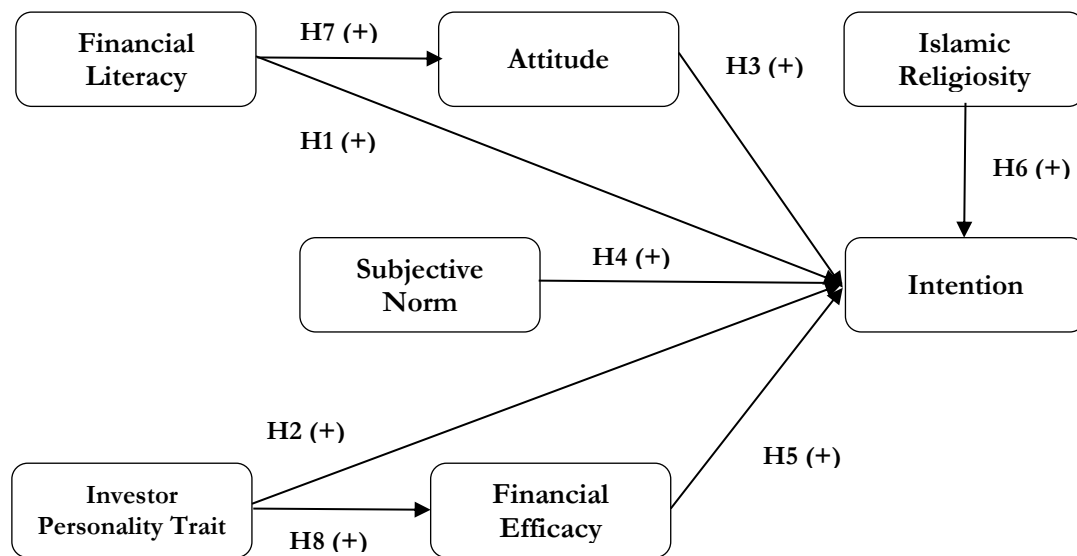 Financial
Literacy
H7 (+)
Attitude
H3 (+)
Islamic
Religiosity
H1 (+)
H6 (+)
Subjective
Norm
H4 (+)
Intention
H2 (+)
H5 (+)
Investor
Personality Trait
H8 (+)
Financial
Efficacy